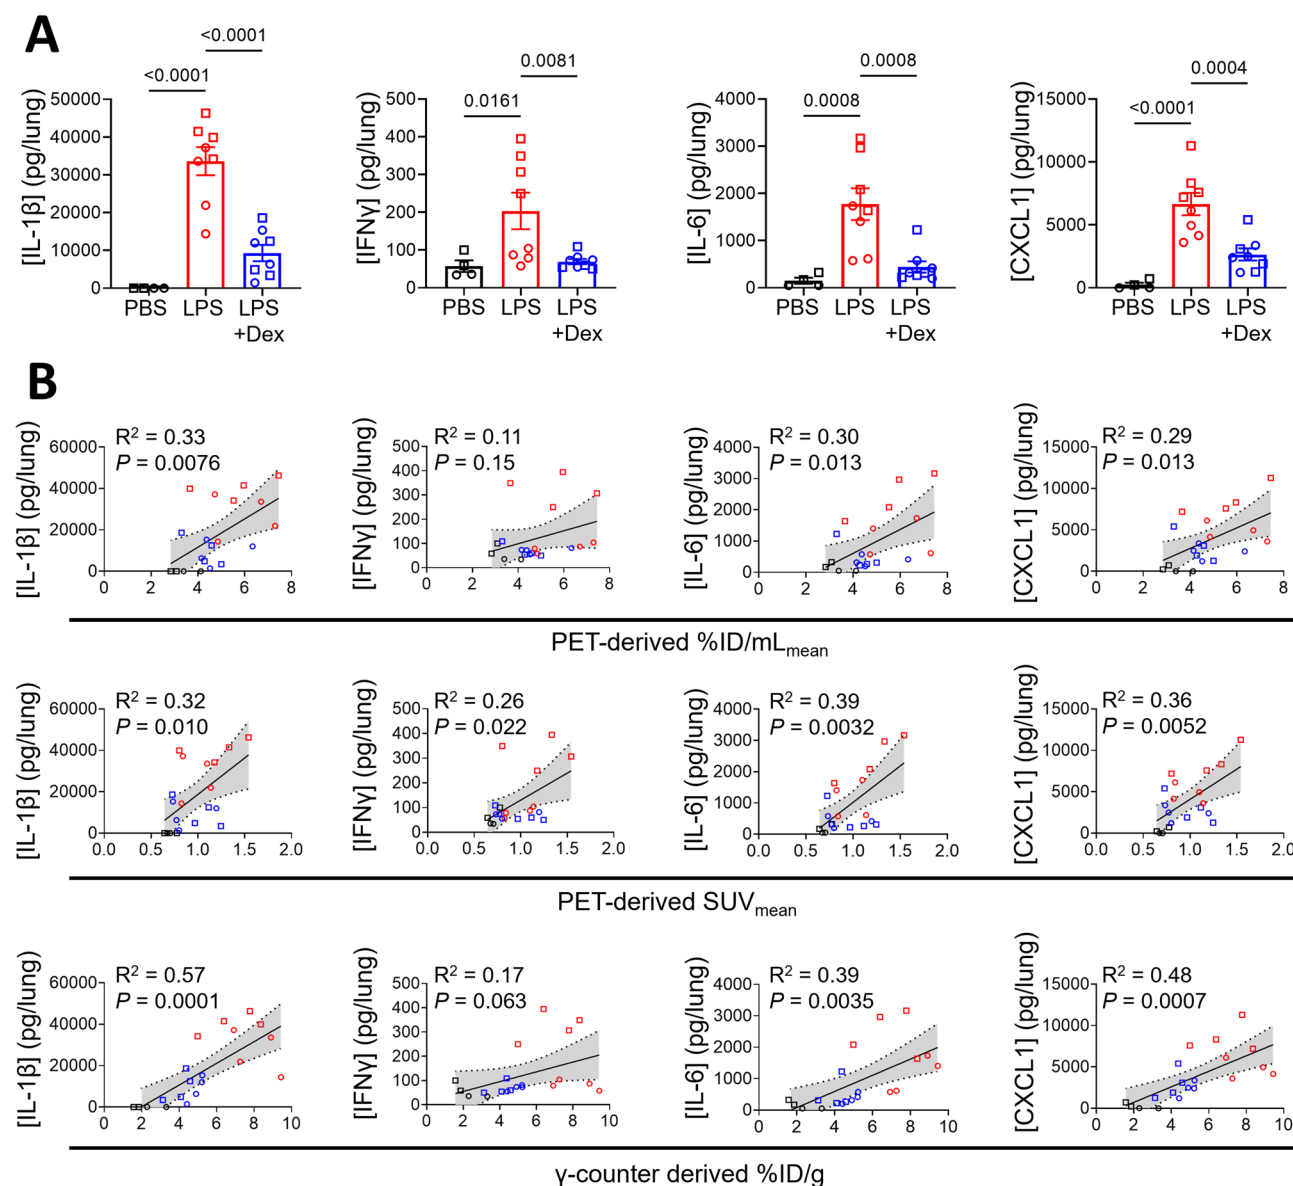 A
<0.0001
<0.0001
[IL-1β] (pg/lung)
50000
40000
30000
20000
10000
0
PBS
LPS
LPS
+Dex
0.0081
0.0161
[IFNγ] (pg/lung)
500
400
300
200
100
0
PBS
LPS
LPS
+Dex
0.0008
0.0008
[IL-6] (pg/lung)
4000
3000
2000
1000
0
PBS
LPS
LPS
+Dex
0.0004
<0.0001
[CXCL1] (pg/lung)
15000
10000
5000
0
PBS
LPS
LPS
+Dex
B
[IL-1β] (pg/lung)
R² = 0.33
P = 0.0076
60000
40000
20000
0
0 2 4 6 8
[IFNγ] (pg/lung)
R² = 0.11
P = 0.15
500
400
300
200
100
0
0 2 4 6 8
[IL-6] (pg/lung)
R² = 0.30
P = 0.013
4000
3000
2000
1000
0
0 2 4 6 8
[CXCL1] (pg/lung)
R² = 0.29
P = 0.013
15000
10000
5000
0
0 2 4 6 8
PET-derived %ID/mLmean
[IL-1β] (pg/lung)
R² = 0.32
P = 0.010
60000
40000
20000
0
0.0 0.5 1.0 1.5 2.0
[IFNγ] (pg/lung)
R² = 0.26
P = 0.022
500
400
300
200
100
0
0.0 0.5 1.0 1.5 2.0
[IL-6] (pg/lung)
R² = 0.39
P = 0.0032
4000
3000
2000
1000
0
0.0 0.5 1.0 1.5 2.0
[CXCL1] (pg/lung)
R² = 0.36
P = 0.0052
15000
10000
5000
0
0.0 0.5 1.0 1.5 2.0
PET-derived SUVmean
[IL-1β] (pg/lung)
R² = 0.57
P = 0.0001
60000
40000
20000
0
0 2 4 6 8 10
[IFNγ] (pg/lung)
R² = 0.17
P = 0.063
500
400
300
200
100
0
0 2 4 6 8 10
[IL-6] (pg/lung)
R² = 0.39
P = 0.0035
4000
3000
2000
1000
0
0 2 4 6 8 10
[CXCL1] (pg/lung)
R² = 0.48
P = 0.0007
15000
10000
5000
0
0 2 4 6 8 10
γ-counter derived %ID/g